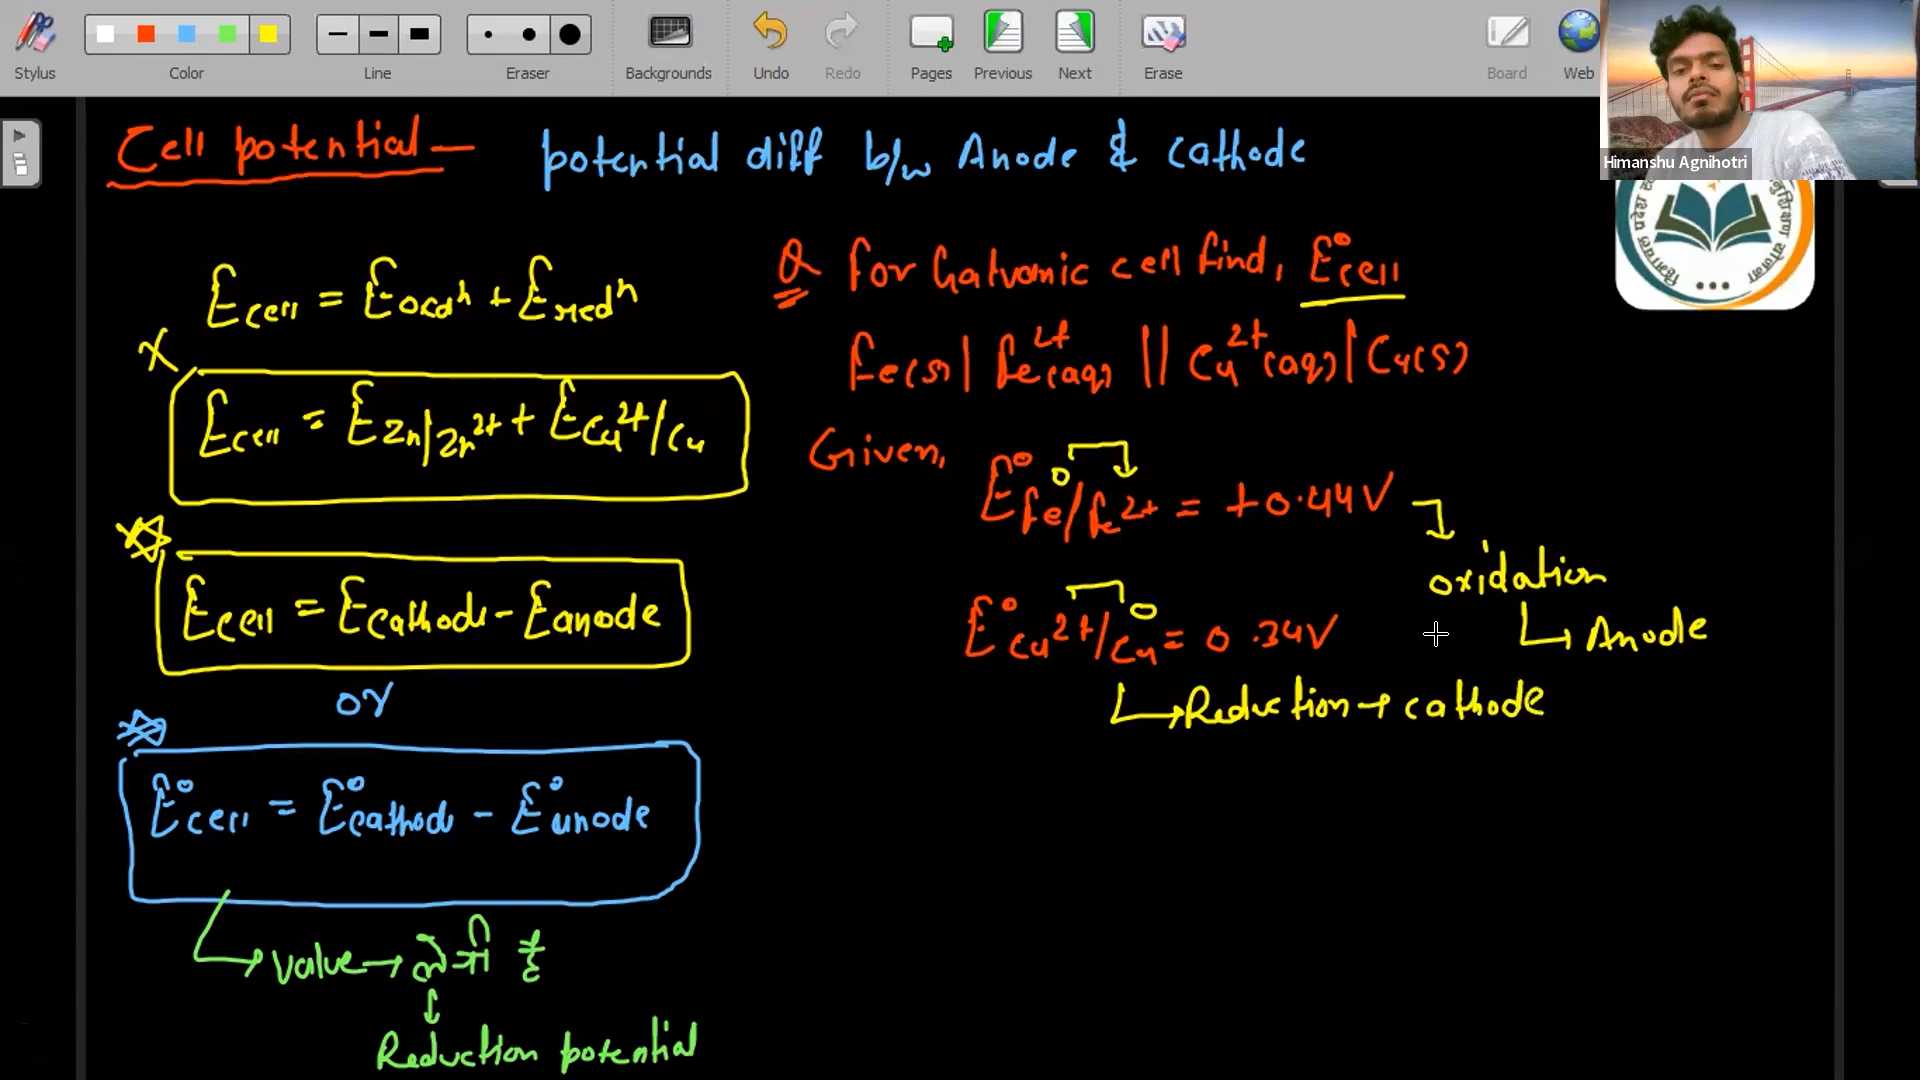 Stylus
Color
Line
Eraser
Backgrounds
Undo
Redo
Pages
Previous
Next
Erase
Board
Web
Himanshu Agnihotri
Cell potential — potential diff b/w Anode & cathode
Ecell = Eoxdⁿ + Eredⁿ
X
Ecell = E Zn/Zn²⁺ + E Cu²⁺/Cu
Ecell = Ecathode - Eanode
or
E°cell = E°cathode - E°anode
→ Value → लेनी है
Reduction potential
Q for Galvanic cell find, E°cell
Fe(s) | Fe²⁺(aq) || Cu²⁺(aq) | Cu(s)
Given,
E° Fe/Fe²⁺ = +0.44V
oxidation
→ Anode
E° Cu²⁺/Cu = 0.34V
→ Reduction → cathode